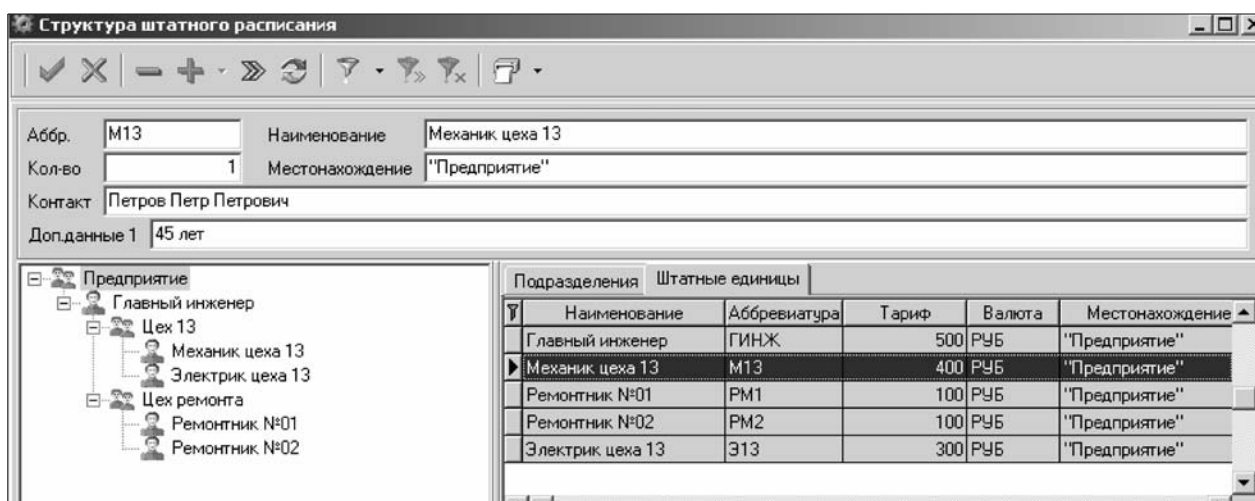 Структура штатного расписания
Аббр. М13 Наименование Механик цеха 13
Кол-во 1 Местонахождение "Предприятие"
Контакт Петров Петр Петрович
Доп.данные 1 45 лет
Предприятие
Главный инженер
Цех 13
Механик цеха 13
Электрик цеха 13
Цех ремонта
Ремонтник №01
Ремонтник №02
Подразделения Штатные единицы
Наименование Аббревиатура Тариф Валюта Местонахождение
Главный инженер ГИНЖ 500 РУБ "Предприятие"
Механик цеха 13 М13 400 РУБ "Предприятие"
Ремонтник №01 РМ1 100 РУБ "Предприятие"
Ремонтник №02 РМ2 100 РУБ "Предприятие"
Электрик цеха 13 Э13 300 РУБ "Предприятие"